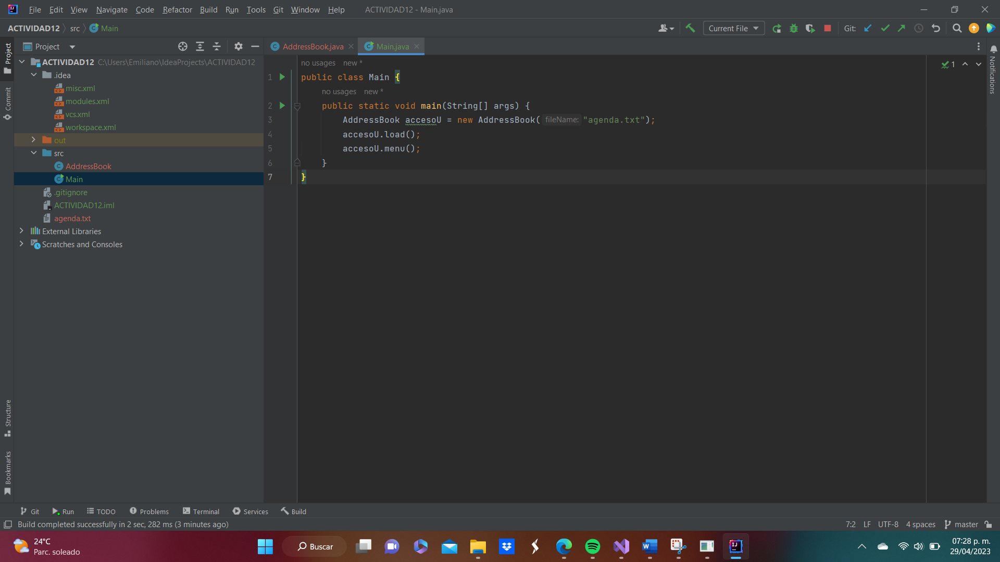 File Edit View Navigate Code Refactor Build Run Tools Git Window Help ACTIVIDAD12 - Main.java
ACTIVIDAD12 src Main Current File Git:
Project
AddressBook.java Main.java
Project
Commit
Structure
Bookmarks
Notifications
ACTIVIDAD12 C:\Users\Emiliano\IdeaProjects\ACTIVIDAD12
.idea
misc.xml
modules.xml
vcs.xml
workspace.xml
out
src
AddressBook
Main
.gitignore
ACTIVIDAD12.iml
agenda.txt
External Libraries
Scratches and Consoles
no usages new *
1 public class Main {
no usages new *
2 public static void main(String[] args) {
3 AddressBook accesoU = new AddressBook( fileName: "agenda.txt");
4 accesoU.load();
5 accesoU.menu();
6 }
7 }
1
Git Run TODO Problems Terminal Services Build
Build completed successfully in 2 sec, 282 ms (3 minutes ago) 7:2 LF UTF-8 4 spaces master
24°C
Parc. soleado
Buscar
07:28 p. m.
29/04/2023